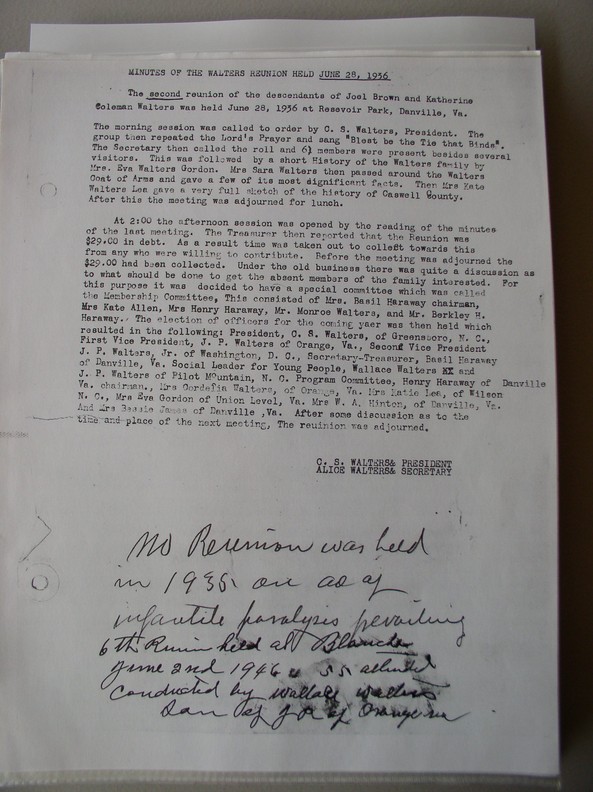 MINUTES OF THE WALTERS REUNION HELD JUNE 28, 1936
The second reunion of the descendants of Joel Brown and Katherine
Coleman Walters was held June 28, 1936 at Resevoir Park, Danville, Va.
The morning session was called to order by C. S. Walters, President. The
group then repeated the Lord's Prayer and sang "Blest be the Tie that Binds".
The Secretary then called the roll and 61 members were present besides several
visitors. This was followed by a short History of the Walters family by
Mrs. Eva Walters Gordon. Mrs Sara Walters then passed around the Walters
Coat of Arms and gave a few of its most significant facts. Then Mrs Kate
Walters Lea gave a very full sketch of the history of Caswell County.
After this the meeting was adjourned for lunch.
At 2:00 the afternoon session was opened by the reading of the minutes
of the last meeting. The Treasurer then reported that the Reunion was
$29.00 in debt. As a result time was taken out to collect towards this
from any who were willing to contribute. Before the meeting was adjourned the
$29.00 had been collected. Under the old business there was quite a discussion as
to what should be done to get the absent members of the family interested. For
this purpose it was decided to have a special committee which was called
the Membership Committee, This consisted of Mrs. Basil Haraway chairman,
Mrs Kate Allen, Mrs Henry Haraway, Mr. Monroe Walters, and Mr. Berkley H.
Haraway. The election of officers for the coming yaer was then held which
resulted in the following: President, C. S. Walters, of Greensboro, N. C.,
First Vice President, J. P. Walters of Orange, Va., Second Vice President
J. P. Walters, Jr. of Washington, D. C., Secretary-Treasurer, Basil Haraway
of Danville, Va. Social Leader for Young People, Wallace Walters XX and
J. P. Walters of Pilot Mountain, N. C. Program Committee, Henry Haraway of Danville
Va. chairman., Mrs Cordelia Walters, of Orange, Va. Mrs Katie Lea, of Wilson
N. C., Mrs Eva Gordon of Union Level, Va. Mrs W. A. Hinton, of Danville, Va.
And Mrs Bessie James of Danville ,Va. After some discussion as to the
time and place of the next meeting, The reuinion was adjourned.
C. S. WALTERS& PRESIDENT
ALICE WALTERS& SECRETARY
No Reunion was held
in 1935 on ac of
infantile paralysis prevailing
6th Runin held at Blanche
June 2nd 1946 55 attended
Conducted by Wallace Walters
Son of J P of Orange va